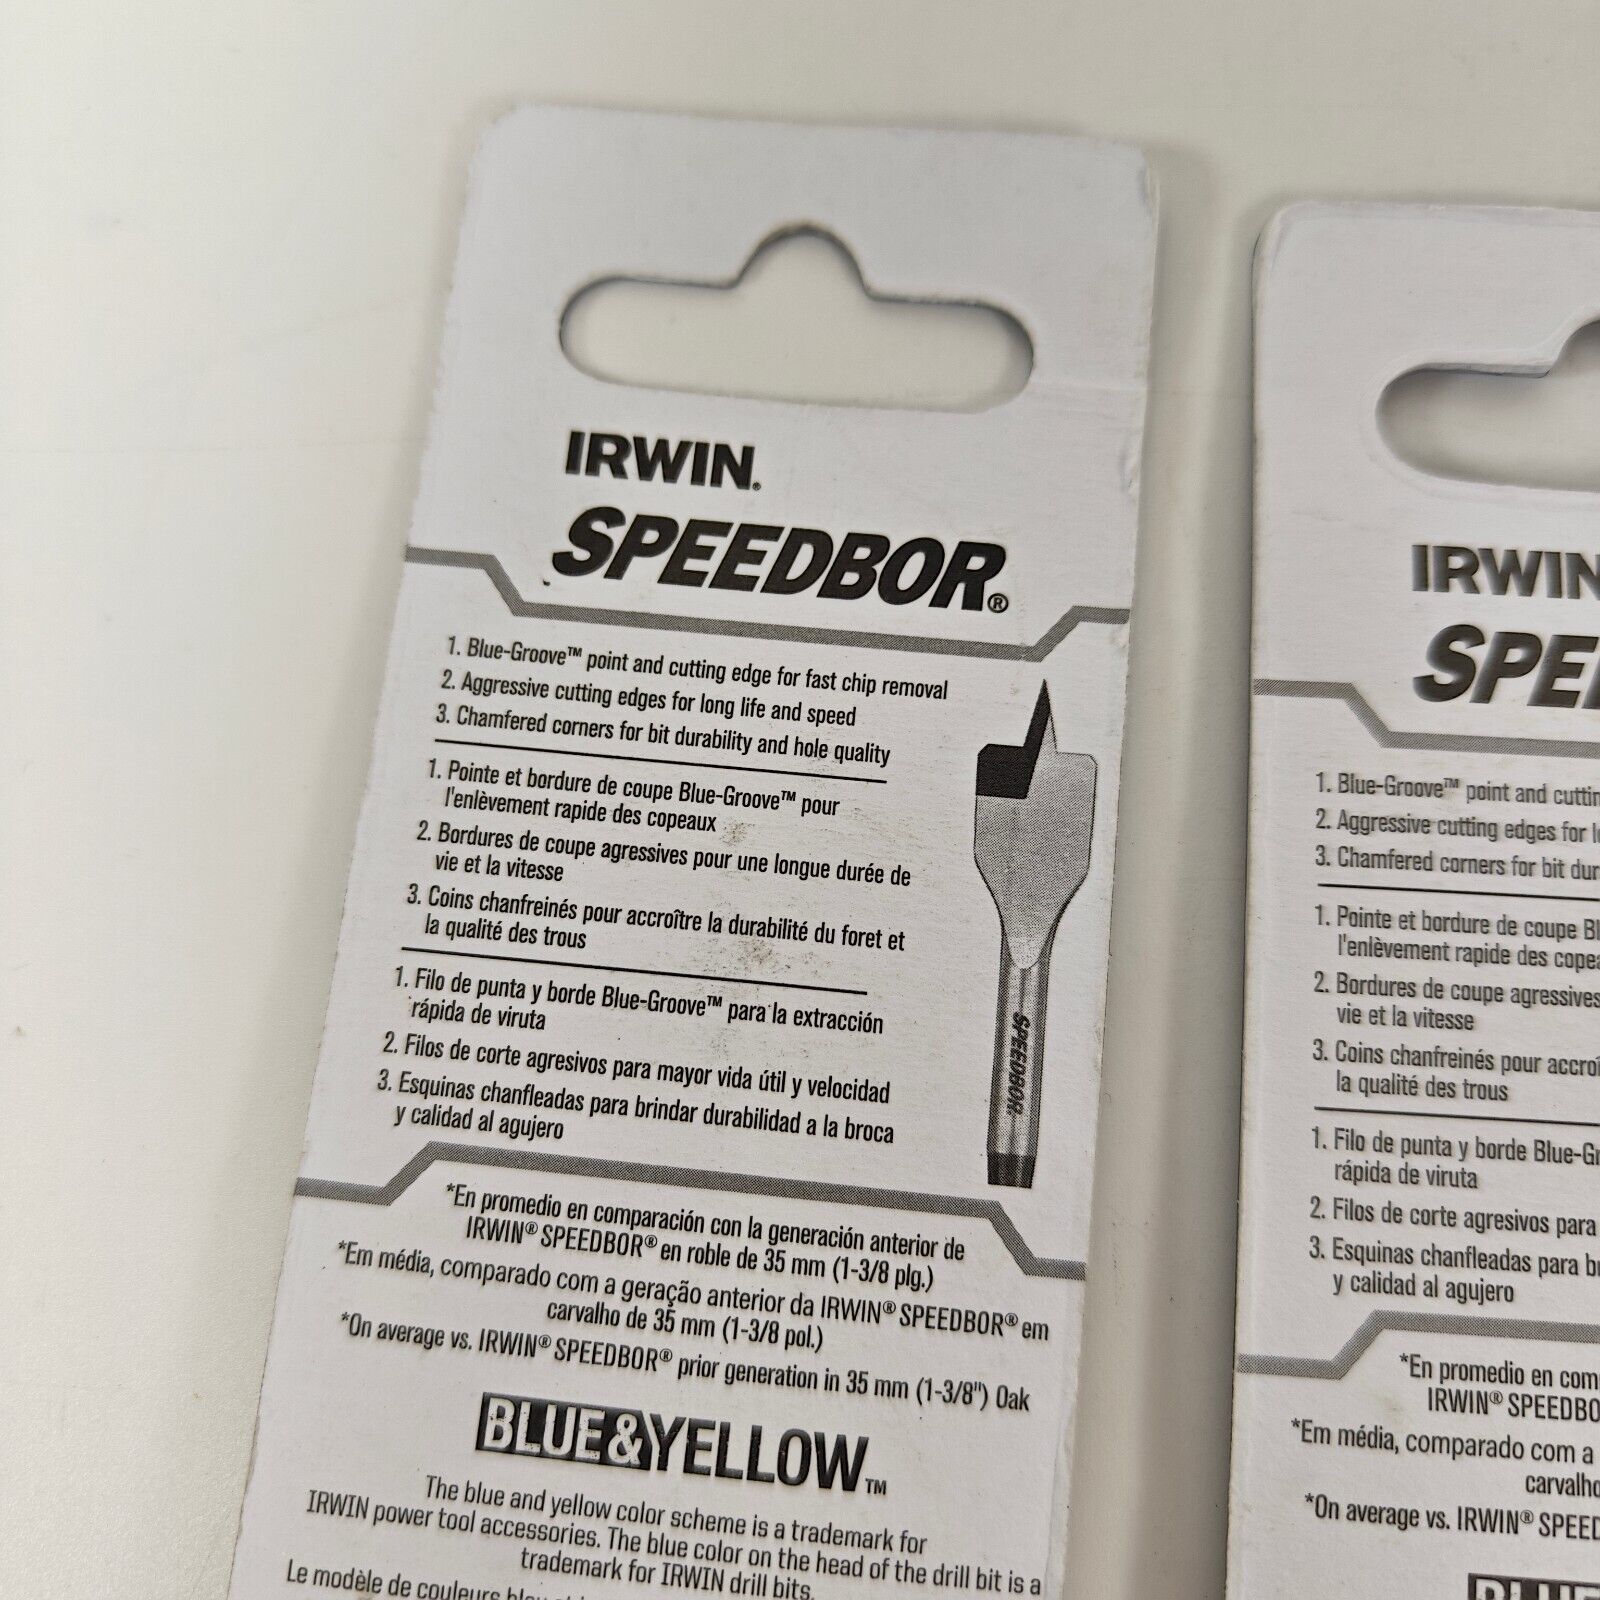 IRWIN®
SPEEDBOR®
1. Blue-Groove™ point and cutting edge for fast chip removal
2. Aggressive cutting edges for long life and speed
3. Chamfered corners for bit durability and hole quality
1. Pointe et bordure de coupe Blue-Groove™ pour
l'enlèvement rapide des copeaux
2. Bordures de coupe agressives pour une longue durée de
vie et la vitesse
3. Coins chanfreinés pour accroître la durabilité du foret et
la qualité des trous
1. Filo de punta y borde Blue-Groove™ para la extracción
rápida de viruta
2. Filos de corte agresivos para mayor vida útil y velocidad
3. Esquinas chanfleadas para brindar durabilidad a la broca
y calidad al agujero
SPEEDBOR
*En promedio en comparación con la generación anterior de
IRWIN® SPEEDBOR® en roble de 35 mm (1-3/8 plg.)
*Em média, comparado com a geração anterior da IRWIN® SPEEDBOR® em
carvalho de 35 mm (1-3/8 pol.)
*On average vs. IRWIN® SPEEDBOR® prior generation in 35 mm (1-3/8") Oak
BLUE&YELLOW™
The blue and yellow color scheme is a trademark for
IRWIN power tool accessories. The blue color on the head of the drill bit is a
trademark for IRWIN drill bits.
Le modèle de couleurs bleu
IRWIN
SPE
1. Blue-Groove™ point and
2. Aggressive cutting edges for
3. Chamfered corners for bit
1. Pointe et bordure de coupe
l'enlèvement rapide des
2. Bordures de coupe agressives
vie et la vitesse
3. Coins chanfreinés pour
la qualité des trous
1. Filo de punta y borde
rápida de viruta
2. Filos de corte agresivos para
3. Esquinas chanfleadas para
y calidad al agujero
*En promedio en
IRWIN® SPEEDBO
*Em média, comparado com a
carvalho
*On average vs. IRWIN® SPEED